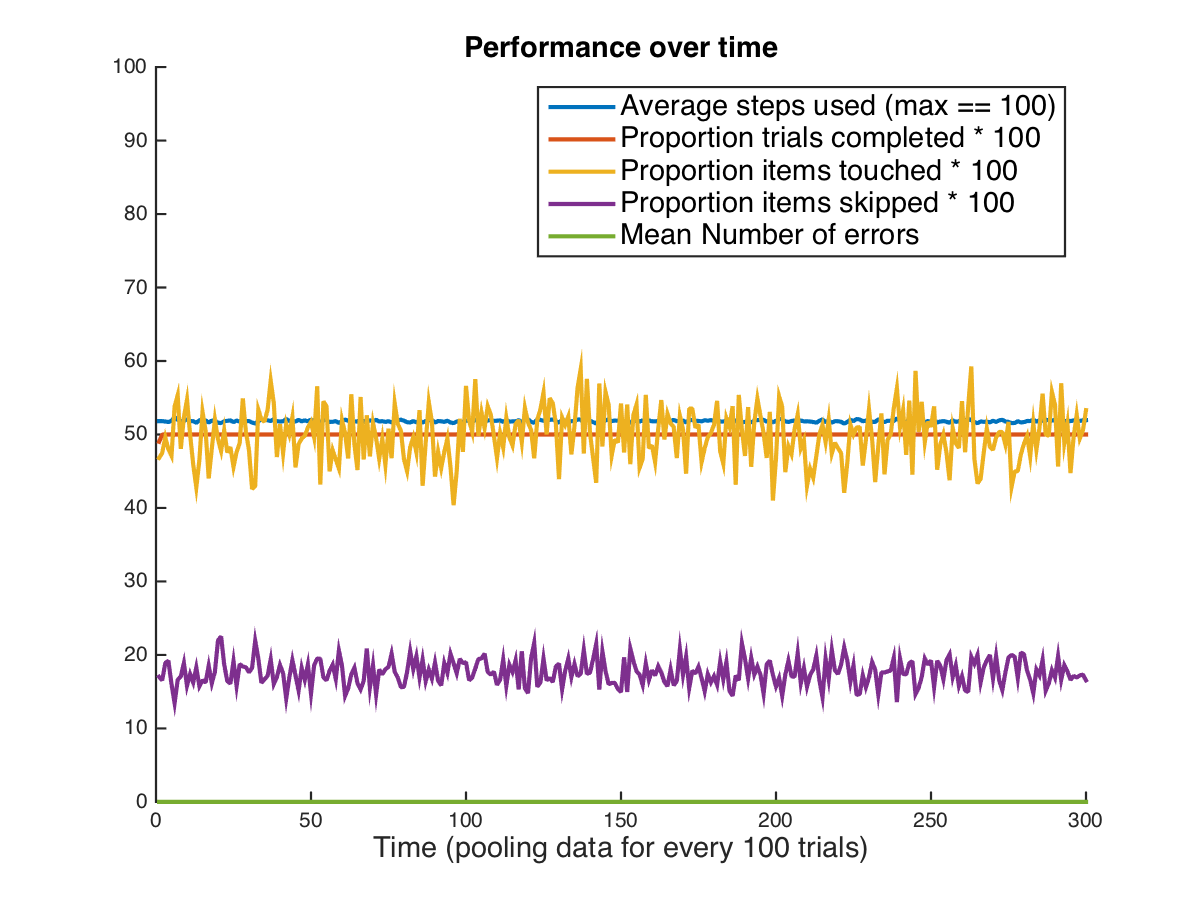 Performance over time
100
90
80
70
60
50
40
30
20
10
0
Average steps used (max == 100)
Proportion trials completed * 100
Proportion items touched * 100
Proportion items skipped * 100
Mean Number of errors
0 50 100 150 200 250 300
Time (pooling data for every 100 trials)